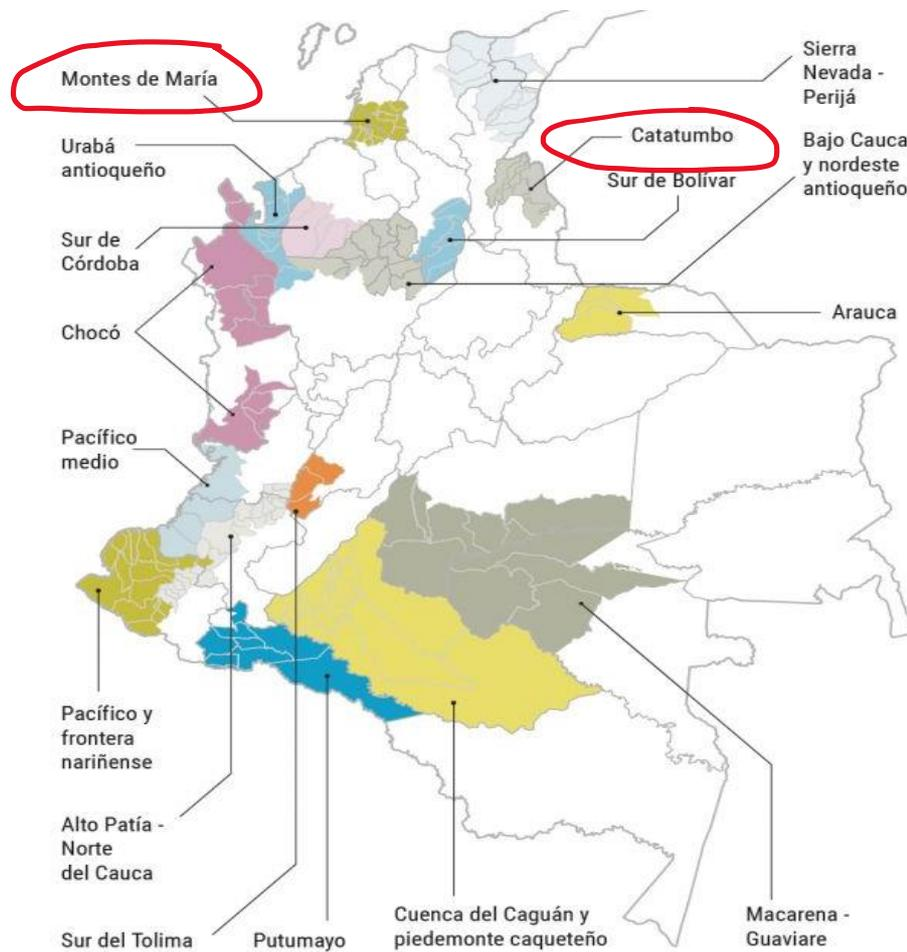 Montes de María
Sierra
Nevada -
Perijá
Urabá
antioqueño
Catatumbo
Bajo Cauca
y nordeste
antioqueño
Sur de Bolívar
Sur de
Córdoba
Chocó
Arauca
Pacífico
medio
Pacífico y
frontera
nariñense
Alto Patía -
Norte
del Cauca
Sur del Tolima
Putumayo
Cuenca del Caguán y
piedemonte caqueteño
Macarena -
Guaviare